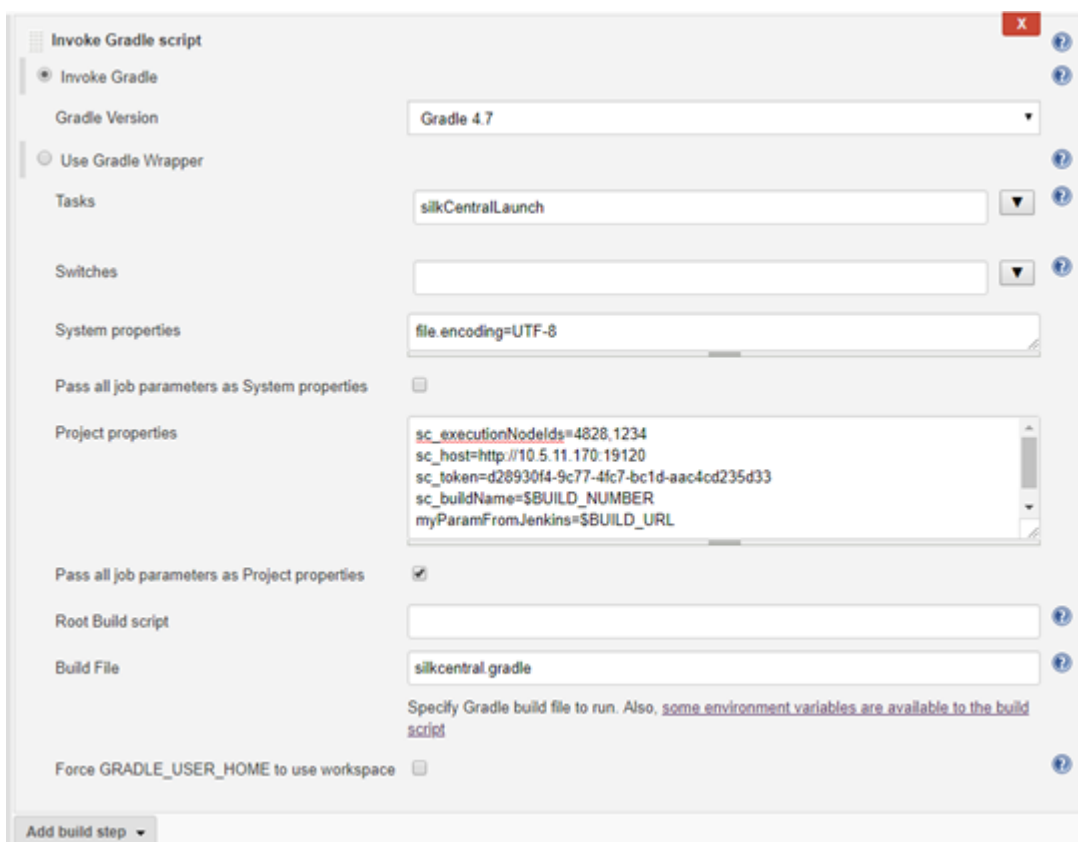 X
Invoke Gradle script
Invoke Gradle
Gradle Version
Gradle 4.7
Use Gradle Wrapper
Tasks
silkCentralLaunch
Switches
System properties
file.encoding=UTF-8
Pass all job parameters as System properties
Project properties
sc_executionNodeIds=4828,1234
sc_host=http://10.5.11.170:19120
sc_token=d28930f4-9c77-4fc7-bc1d-aac4cd235d33
sc_buildName=$BUILD_NUMBER
myParamFromJenkins=$BUILD_URL
Pass all job parameters as Project properties
Root Build script
Build File
silkcentral.gradle
Specify Gradle build file to run. Also, some environment variables are available to the build
script
Force GRADLE_USER_HOME to use workspace
Add build step